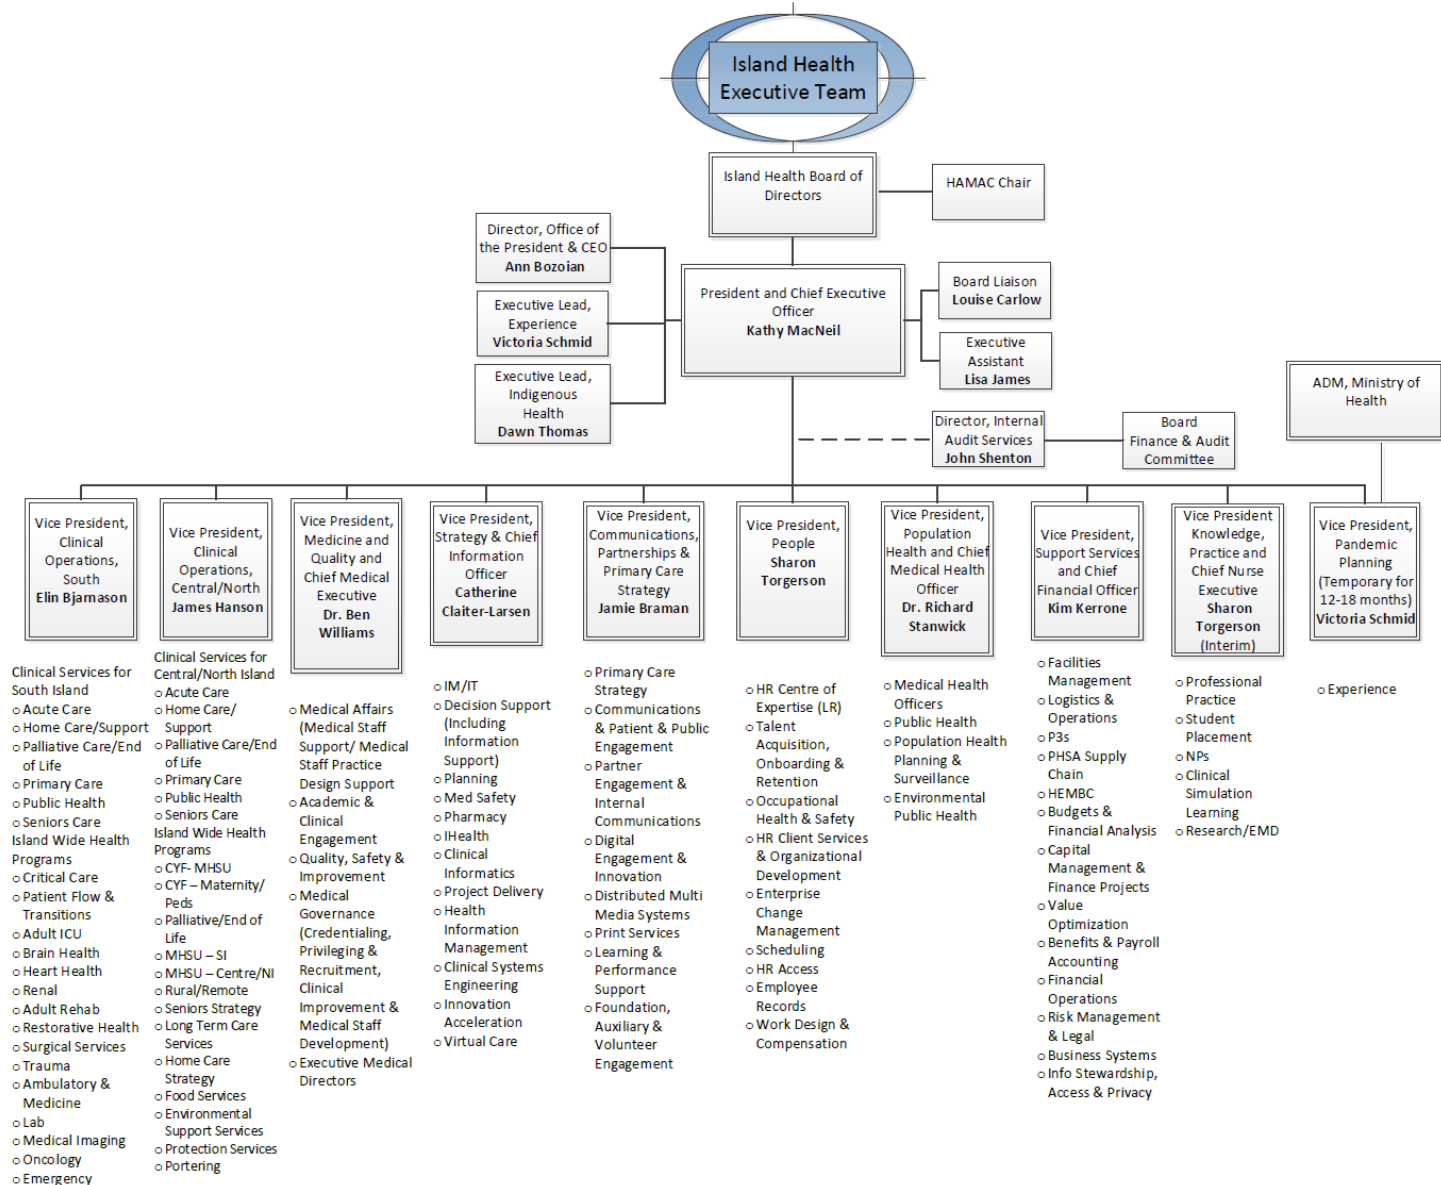 Island Health
Executive Team
Island Health Board of
Directors
HAMAC Chair
Director, Office of
the President & CEO
Ann Bozoian
Executive Lead,
Experience
Victoria Schmid
Executive Lead,
Indigenous
Health
Dawn Thomas
President and Chief Executive
Officer
Kathy MacNeil
Board Liaison
Louise Carlow
Executive
Assistant
Lisa James
Director, Internal
Audit Services
John Shenton
Board
Finance & Audit
Committee
ADM, Ministry of
Health
Vice President,
Clinical
Operations,
South
Elin Bjarnason
Clinical Services for
South Island
o Acute Care
o Home Care/Support
o Palliative Care/End
of Life
o Primary Care
o Public Health
o Seniors Care
Island Wide Health
Programs
o Critical Care
o Patient Flow &
Transitions
o Adult ICU
o Brain Health
o Heart Health
o Renal
o Adult Rehab
o Restorative Health
o Surgical Services
o Trauma
o Ambulatory &
Medicine
o Lab
o Medical Imaging
o Oncology
o Emergency
Vice President,
Clinical
Operations,
Central/North
James Hanson
Clinical Services for
Central/North Island
o Acute Care
o Home Care/
Support
o Palliative Care/End
of Life
o Primary Care
o Public Health
o Seniors Care
Island Wide Health
Programs
o CYF- MHSU
o CYF – Maternity/
Peds
o Palliative/End of
Life
o MHSU – SI
o MHSU – Centre/NI
o Rural/Remote
o Seniors Strategy
o Long Term Care
Services
o Home Care
Strategy
o Food Services
o Environmental
Support Services
o Protection Services
o Portering
Vice President,
Medicine and
Quality and
Chief Medical
Executive
Dr. Ben
Williams
o Medical Affairs
(Medical Staff
Support/ Medical
Staff Practice
Design Support
o Academic &
Clinical
Engagement
o Quality, Safety &
Improvement
o Medical
Governance
(Credentialing,
Privileging &
Recruitment,
Clinical
Improvement &
Medical Staff
Development)
o Executive Medical
Directors
Vice President,
Strategy & Chief
Information
Officer
Catherine
Claiter-Larsen
o IM/IT
o Decision Support
(Including
Information
Support)
o Planning
o Med Safety
o Pharmacy
o IHealth
o Clinical
Informatics
o Project Delivery
o Health
Information
Management
o Clinical Systems
Engineering
o Innovation
Acceleration
o Virtual Care
Vice President,
Communications,
Partnerships &
Primary Care
Strategy
Jamie Braman
o Primary Care
Strategy
o Communications
& Patient & Public
Engagement
o Partner
Engagement &
Internal
Communications
o Digital
Engagement &
Innovation
o Distributed Multi
Media Systems
o Print Services
o Learning &
Performance
Support
o Foundation,
Auxiliary &
Volunteer
Engagement
Vice President,
People
Sharon
Torgerson
o HR Centre of
Expertise (LR)
o Talent
Acquisition,
Onboarding &
Retention
o Occupational
Health & Safety
o HR Client Services
& Organizational
Development
o Enterprise
Change
Management
o Scheduling
o HR Access
o Employee
Records
o Work Design &
Compensation
Vice President,
Population
Health and Chief
Medical Health
Officer
Dr. Richard
Stanwick
o Medical Health
Officers
o Public Health
o Population Health
Planning &
Surveillance
o Environmental
Public Health
Vice President,
Support Services
and Chief
Financial Officer
Kim Kerrone
o Facilities
Management
o Logistics &
Operations
o P3s
o PHSA Supply
Chain
o HEMBC
o Budgets &
Financial Analysis
o Capital
Management &
Finance Projects
o Value
Optimization
o Benefits & Payroll
Accounting
o Financial
Operations
o Risk Management
& Legal
o Business Systems
o Info Stewardship,
Access & Privacy
Vice President
Knowledge,
Practice and
Chief Nurse
Executive
Sharon
Torgerson
(Interim)
o Professional
Practice
o Student
Placement
o NPs
o Clinical
Simulation
Learning
o Research/EMD
Vice President,
Pandemic
Planning
(Temporary for
12-18 months)
Victoria Schmid
o Experience